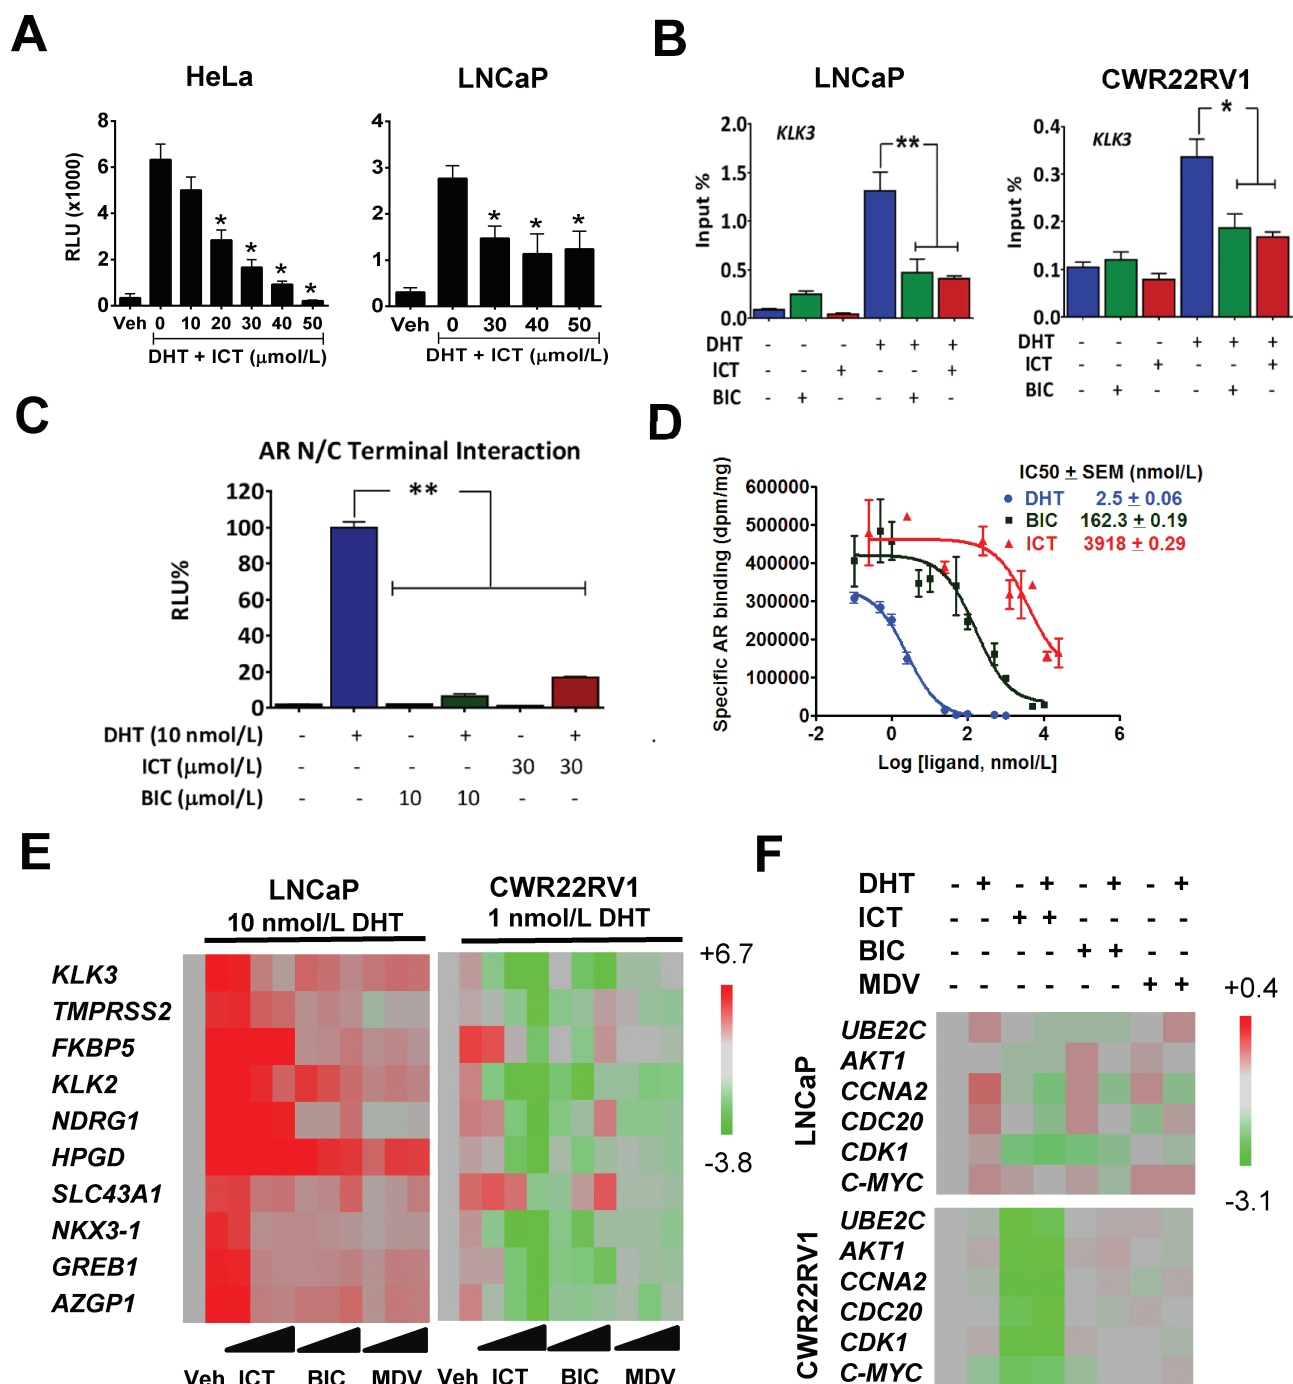 A
HeLa
LNCaP
RLU (x1000)
8
6
4
2
0
* * * *
Veh 0 10 20 30 40 50
DHT + ICT (μmol/L)
4
3
2
1
0
* * *
Veh 0 30 40 50
DHT + ICT (μmol/L)
B
LNCaP
CWR22RV1
KLK3
**
Input %
2.0
1.5
1.0
0.5
0.0
DHT - - - + + +
ICT - - + - - +
BIC - + - - + -
KLK3
*
Input %
0.4
0.3
0.2
0.1
0.0
DHT - - - + + +
ICT - - + - - +
BIC - + - - + -
C
AR N/C Terminal Interaction
**
RLU%
120
100
80
60
40
20
0
DHT (10 nmol/L) - + - + - +
ICT (μmol/L) - - - - 30 30
BIC (μmol/L) - - 10 10 - -
.
D
IC50 ± SEM (nmol/L)
DHT 2.5 ± 0.06
BIC 162.3 ± 0.19
ICT 3918 ± 0.29
Specific AR binding (dpm/mg)
600000
500000
400000
300000
200000
100000
0
-2 0 2 4 6
Log [ligand, nmol/L]
E
LNCaP
10 nmol/L DHT
CWR22RV1
1 nmol/L DHT
KLK3
TMPRSS2
FKBP5
KLK2
NDRG1
HPGD
SLC43A1
NKX3-1
GREB1
AZGP1
+6.7
-3.8
Veh ICT BIC MDV
Veh ICT BIC MDV
F
DHT - + - + - + - +
ICT - - + + - - - -
BIC - - - - + + - -
MDV - - - - - - + +
LNCaP
UBE2C
AKT1
CCNA2
CDC20
CDK1
C-MYC
CWR22RV1
UBE2C
AKT1
CCNA2
CDC20
CDK1
C-MYC
+0.4
-3.1